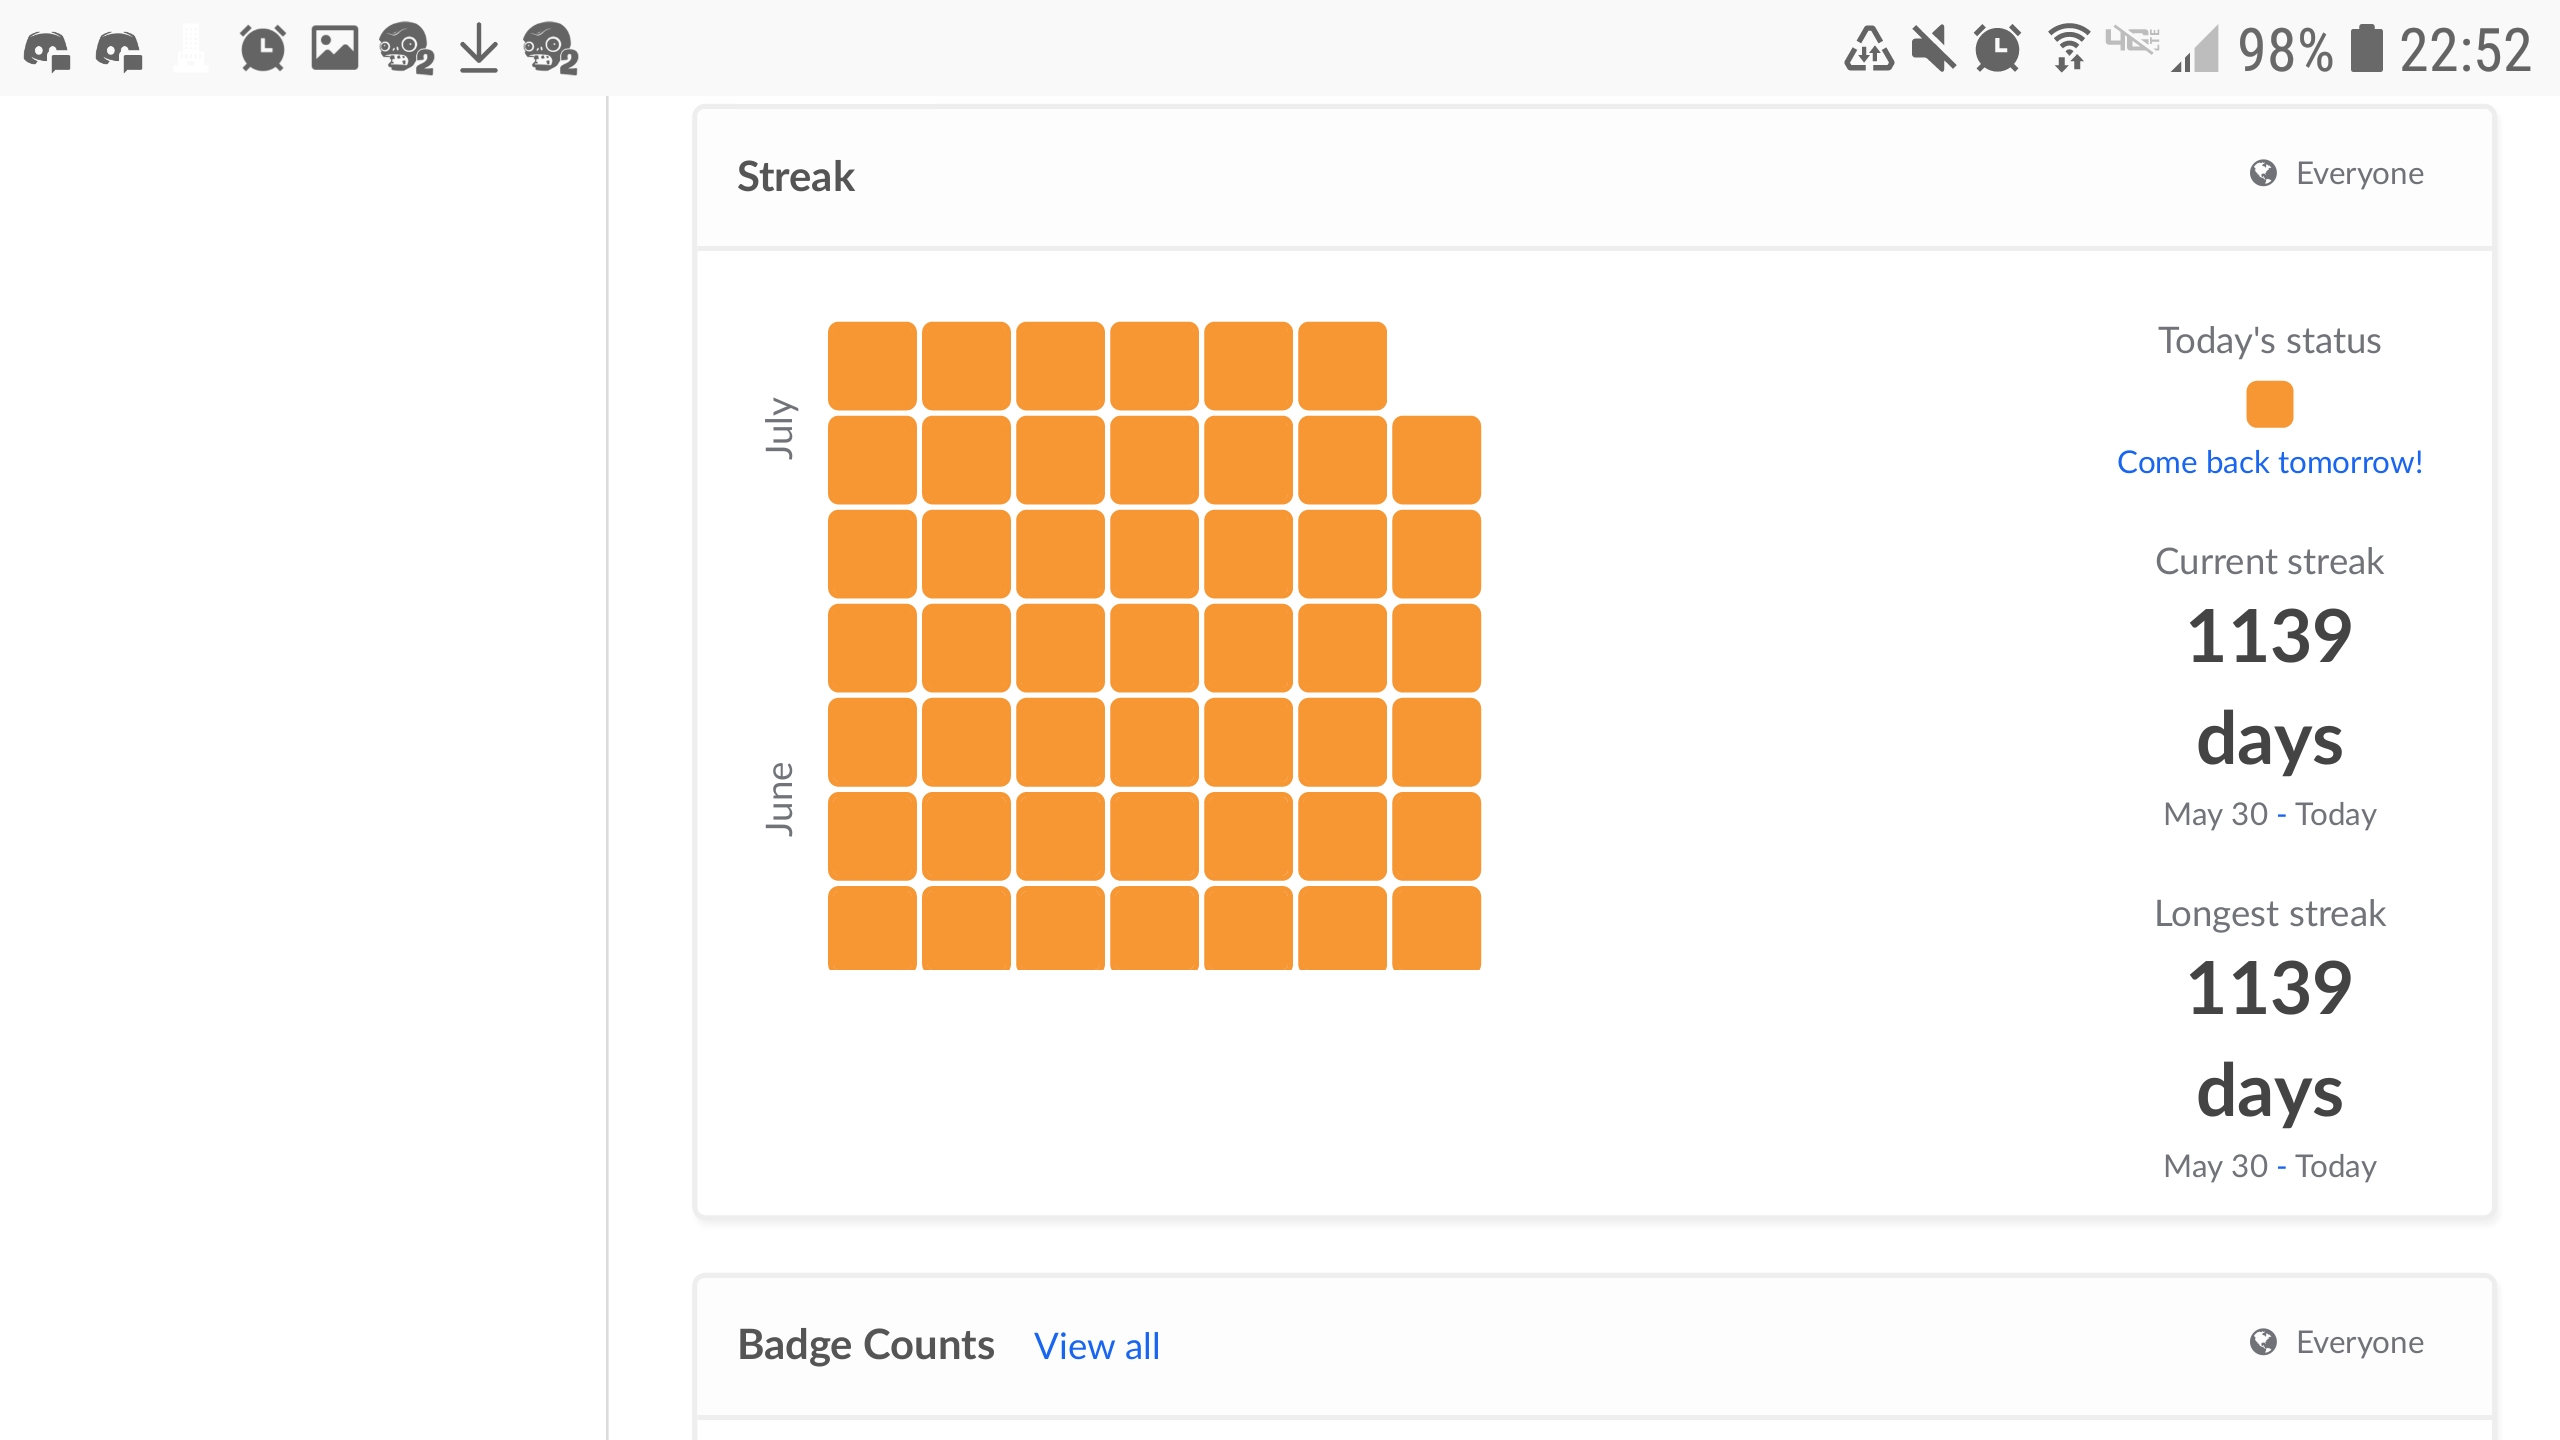 98% 22:52
Streak
Everyone
July
June
Today's status
Come back tomorrow!
Current streak
1139
days
May 30 - Today
Longest streak
1139
days
May 30 - Today
Badge Counts View all
Everyone